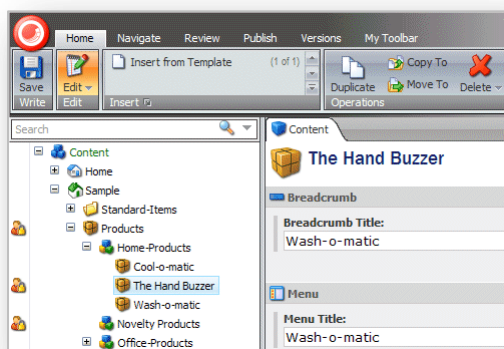 Home Navigate Review Publish Versions My Toolbar
Insert from Template (1 of 1) Copy To
Save Edit Duplicate Move To Delete
Write Edit Insert Operations
Search Content
Content The Hand Buzzer
Home
Sample Breadcrumb
Standard-Items
Products Breadcrumb Title:
Home-Products Wash-o-matic
Cool-o-matic
The Hand Buzzer Menu
Wash-o-matic
Novelty Products Menu Title:
Office-Products Wash-o-matic